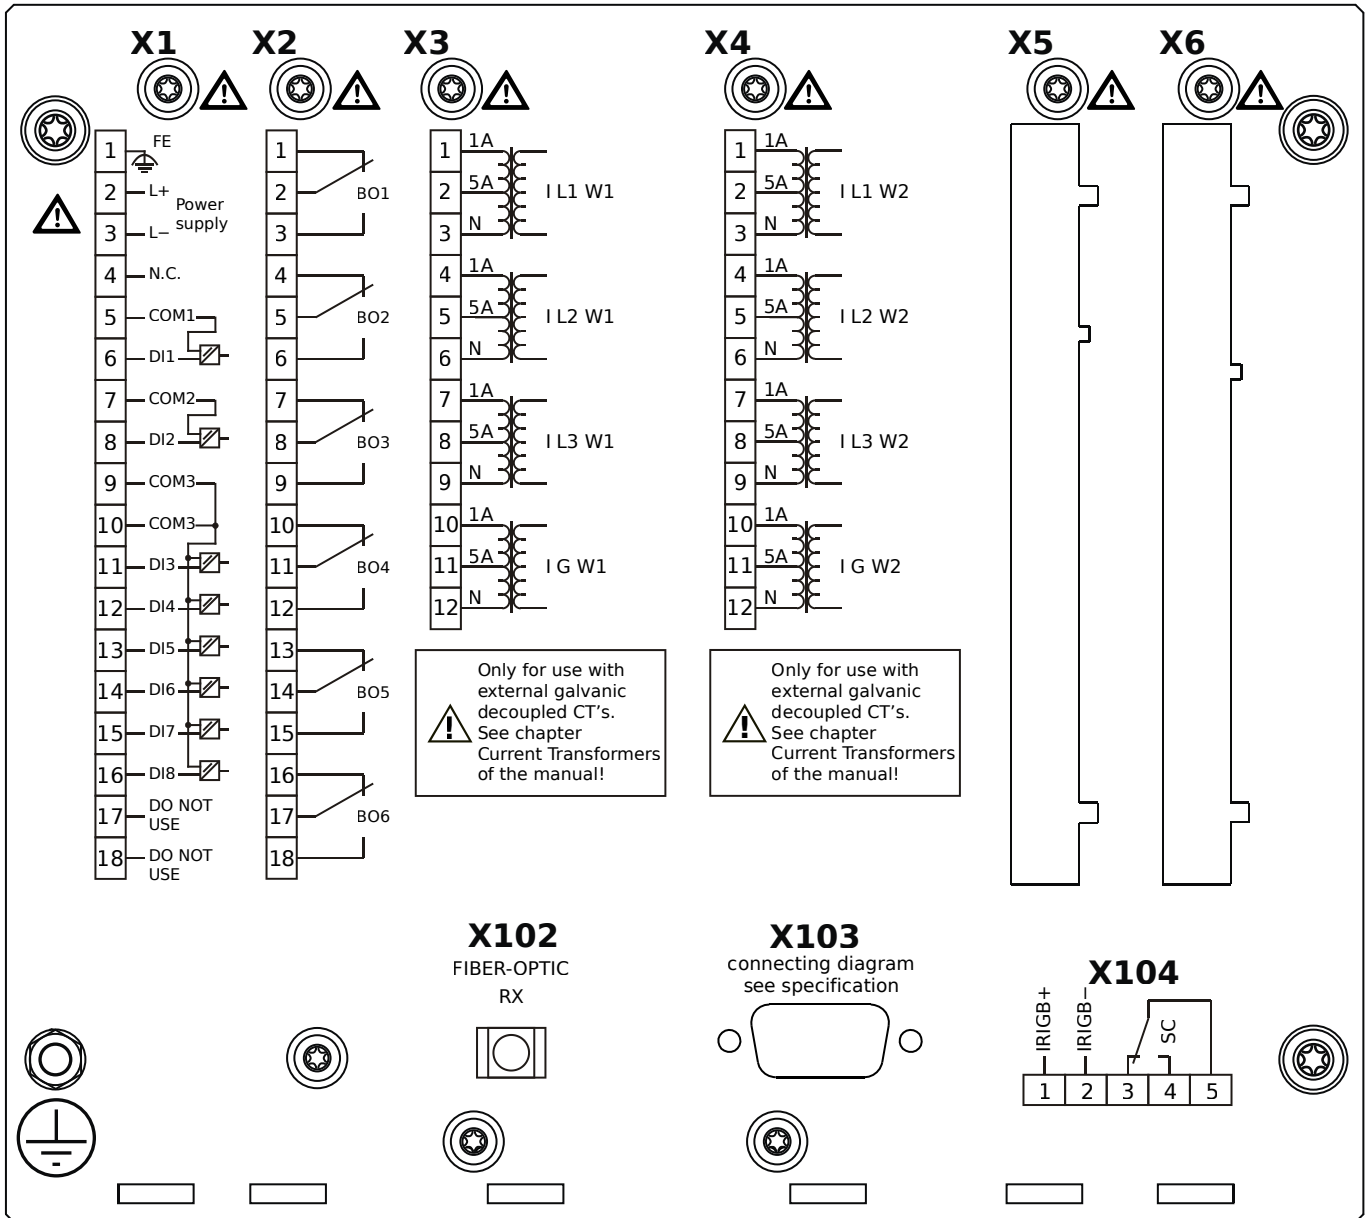 X1
X2
X3
X4
X5
X6
1 FE
2 L+
Power
supply
3 L−
4 N.C.
5 COM1
6 DI1
7 COM2
8 DI2
9 COM3
10 COM3
11 DI3
12 DI4
13 DI5
14 DI6
15 DI7
16 DI8
17 DO NOT
USE
18 DO NOT
USE
1
2 BO1
3
4
5 BO2
6
7
8 BO3
9
10
11 BO4
12
13
14 BO5
15
16
17 BO6
18
1 1A
2 5A I L1 W1
3 N
4 1A
5 5A I L2 W1
6 N
7 1A
8 5A I L3 W1
9 N
10 1A
11 5A I G W1
12 N
Only for use with
external galvanic
decoupled CT's.
See chapter
Current Transformers
of the manual!
1 1A
2 5A I L1 W2
3 N
4 1A
5 5A I L2 W2
6 N
7 1A
8 5A I L3 W2
9 N
10 1A
11 5A I G W2
12 N
Only for use with
external galvanic
decoupled CT's.
See chapter
Current Transformers
of the manual!
X102
FIBER-OPTIC
RX
X103
connecting diagram
see specification
X104
IRIGB+
IRIGB−
SC
1 2 3 4 5